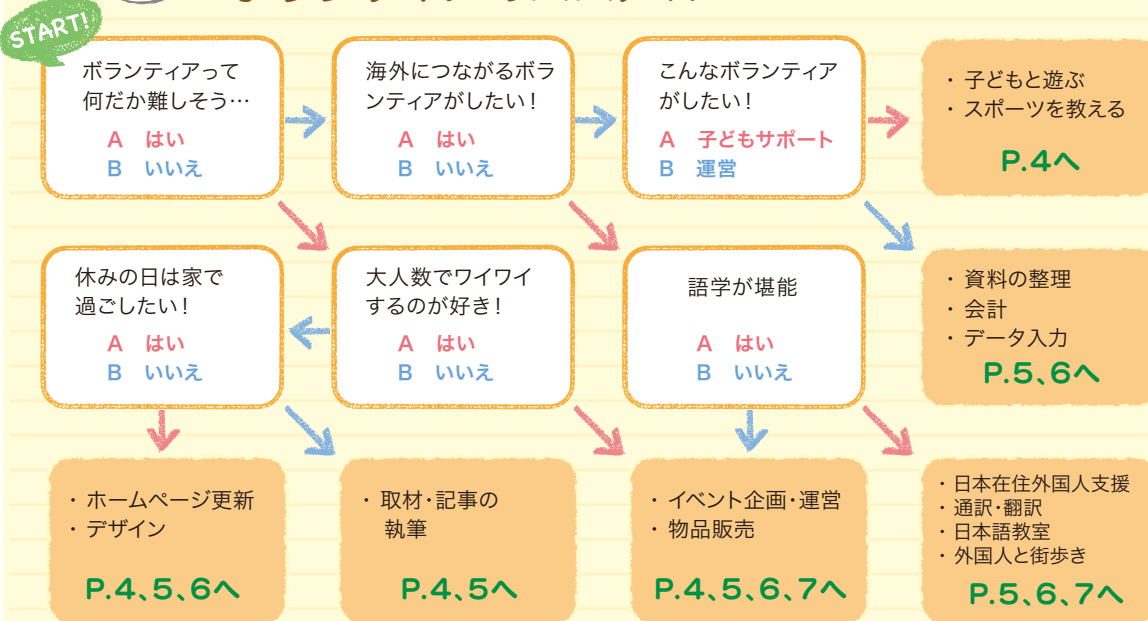 START!
ボランティアって
何だか難しそう…
A はい
B いいえ
海外につながるボラ
ンティアがしたい！
A はい
B いいえ
こんなボランティア
がしたい！
A 子どもサポート
B 運営
・ 子どもと遊ぶ
・ スポーツを教える
P.4へ
休みの日は家で
過ごしたい！
A はい
B いいえ
大人数でワイワイ
するのが好き！
A はい
B いいえ
語学が堪能
A はい
B いいえ
・ 資料の整理
・ 会計
・ データ入力
P.5、6へ
・ ホームページ更新
・ デザイン
P.4、5、6へ
・ 取材・記事の
執筆
P.4、5へ
・ イベント企画・運営
・ 物品販売
P.4、5、6、7へ
・ 日本在住外国人支援
・ 通訳・翻訳
・ 日本語教室
・ 外国人と街歩き
P.5、6、7へ